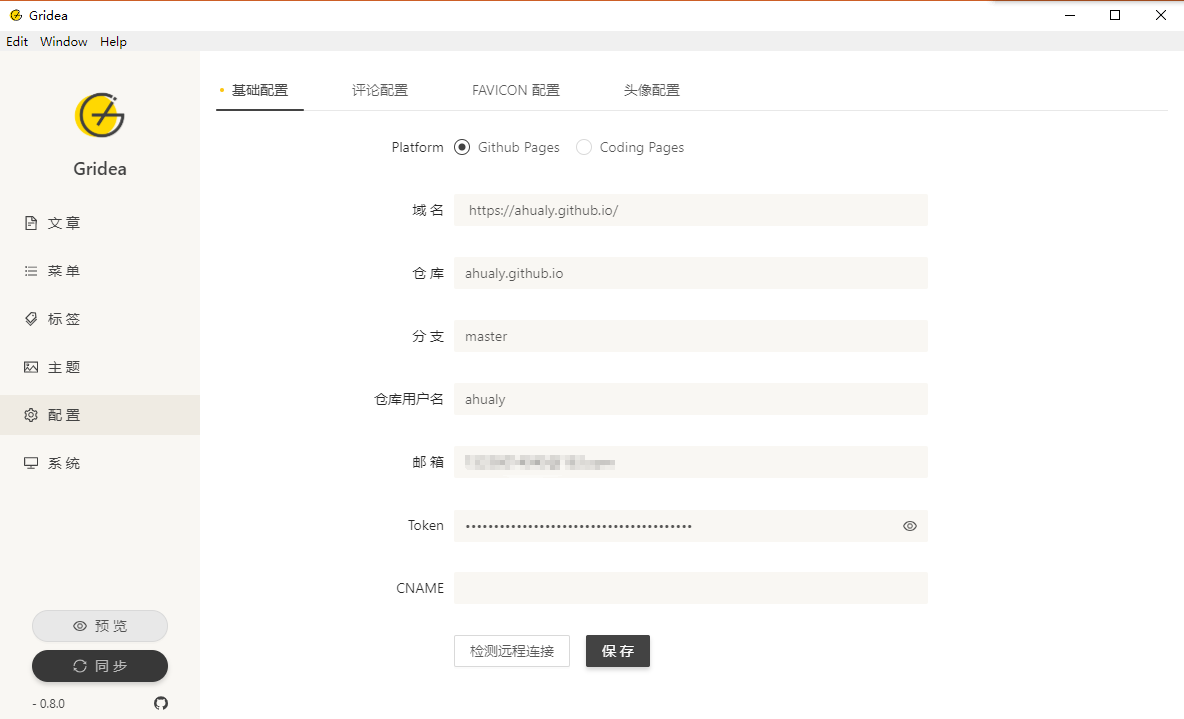 Gridea
Edit Window Help
基础配置 评论配置 FAVICON 配置 头像配置
Platform Github Pages Coding Pages
Gridea
域名 https://ahualy.github.io/
文章
仓库 ahualy.github.io
菜单
标签
分支 master
主题
仓库用户名 ahualy
配置
邮箱
系统
Token ••••••••••••••••••••••••••••••••••••••••
CNAME
预览
检测远程连接 保存
同步
- 0.8.0